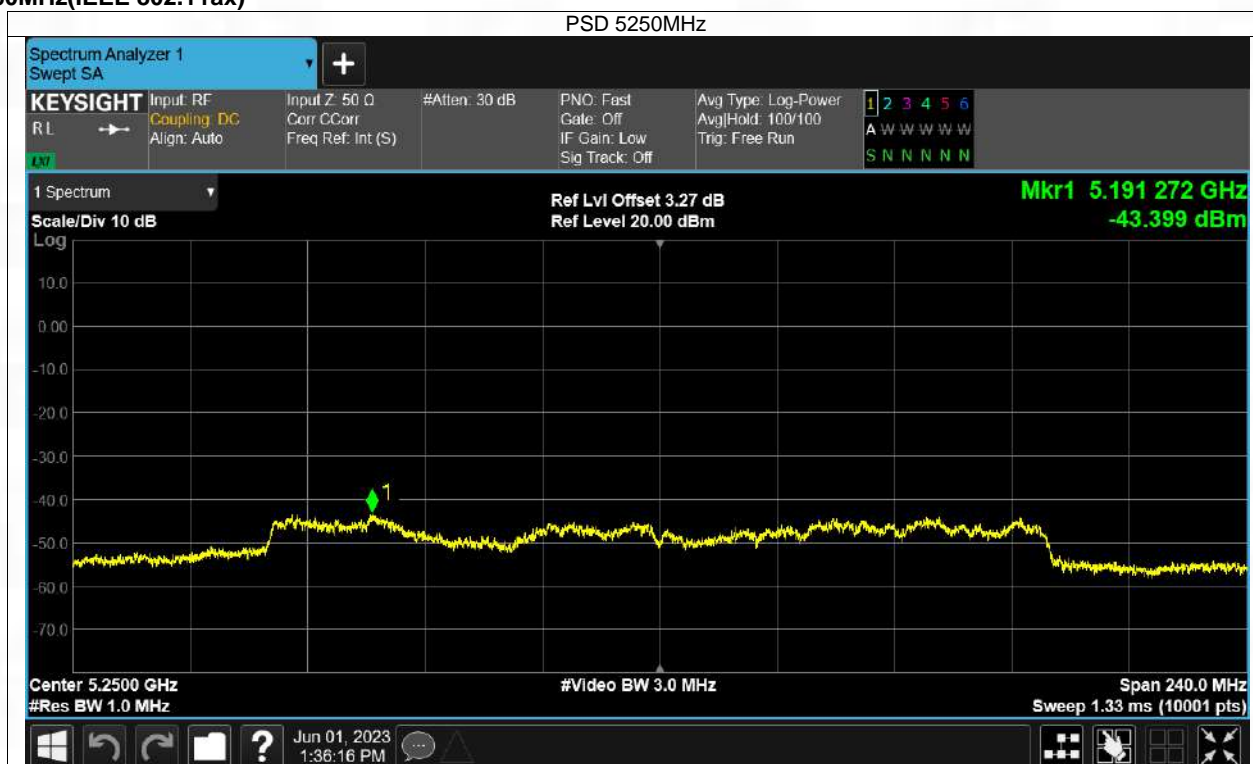 PSD 5250MHz
Spectrum Analyzer 1
Swept SA
KEYSIGHT
RL
LXI
Input: RF
Coupling: DC
Align: Auto
Input Z: 50 Ω
Corr CCorr
Freq Ref: Int (S)
#Atten: 30 dB
PNO: Fast
Gate: Off
IF Gain: Low
Sig Track: Off
Avg Type: Log-Power
Avg|Hold: 100/100
Trig: Free Run
1 2 3 4 5 6
A W W W W W
S N N N N N
1 Spectrum
Scale/Div 10 dB
Log
Ref Lvl Offset 3.27 dB
Ref Level 20.00 dBm
Mkr1 5.191 272 GHz
-43.399 dBm
10.0
0.00
-10.0
-20.0
-30.0
-40.0
1
-50.0
-60.0
-70.0
Center 5.2500 GHz
#Res BW 1.0 MHz
#Video BW 3.0 MHz
Span 240.0 MHz
Sweep 1.33 ms (10001 pts)
?
Jun 01, 2023
1:36:16 PM